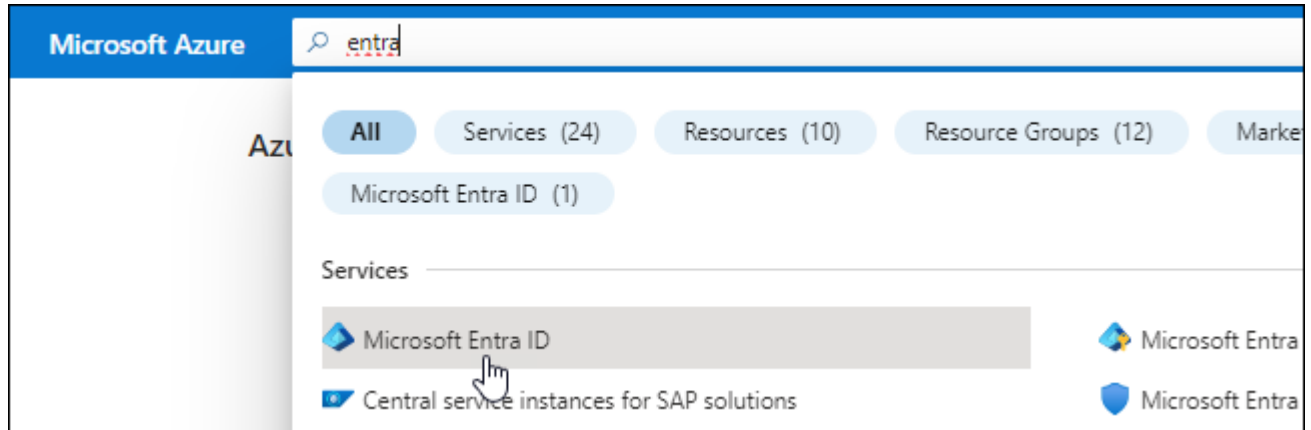 Microsoft Azure
entra
All
Services (24)
Resources (10)
Resource Groups (12)
Marke
Azu
Microsoft Entra ID (1)
Services
Microsoft Entra ID
Microsoft Entra
Central service instances for SAP solutions
Microsoft Entra